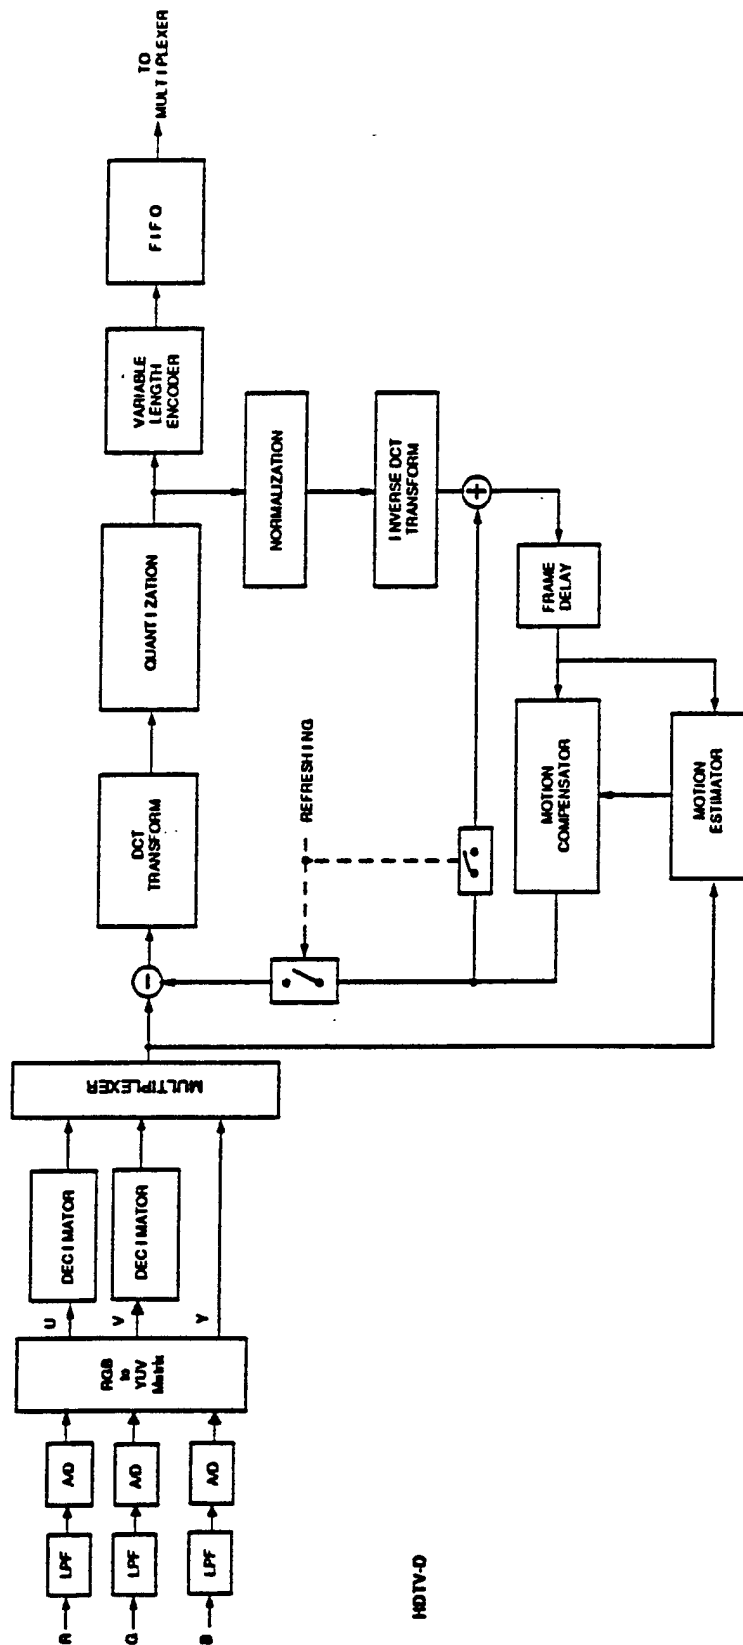 R
LPF
A/D
G
LPF
A/D
B
LPF
A/D
RGB
to
YUV
Matrix
U
DECIMATOR
V
DECIMATOR
Y
MULTIPLEXER
DCT
TRANSFORM
QUANTIZATION
VARIABLE
LENGTH
ENCODER
FIFO
TO
MULTIPLEXER
NORMALIZATION
INVERSE DCT
TRANSFORM
REFRESHING
FRAME
DELAY
MOTION
COMPENSATOR
MOTION
ESTIMATOR
HDTV-D